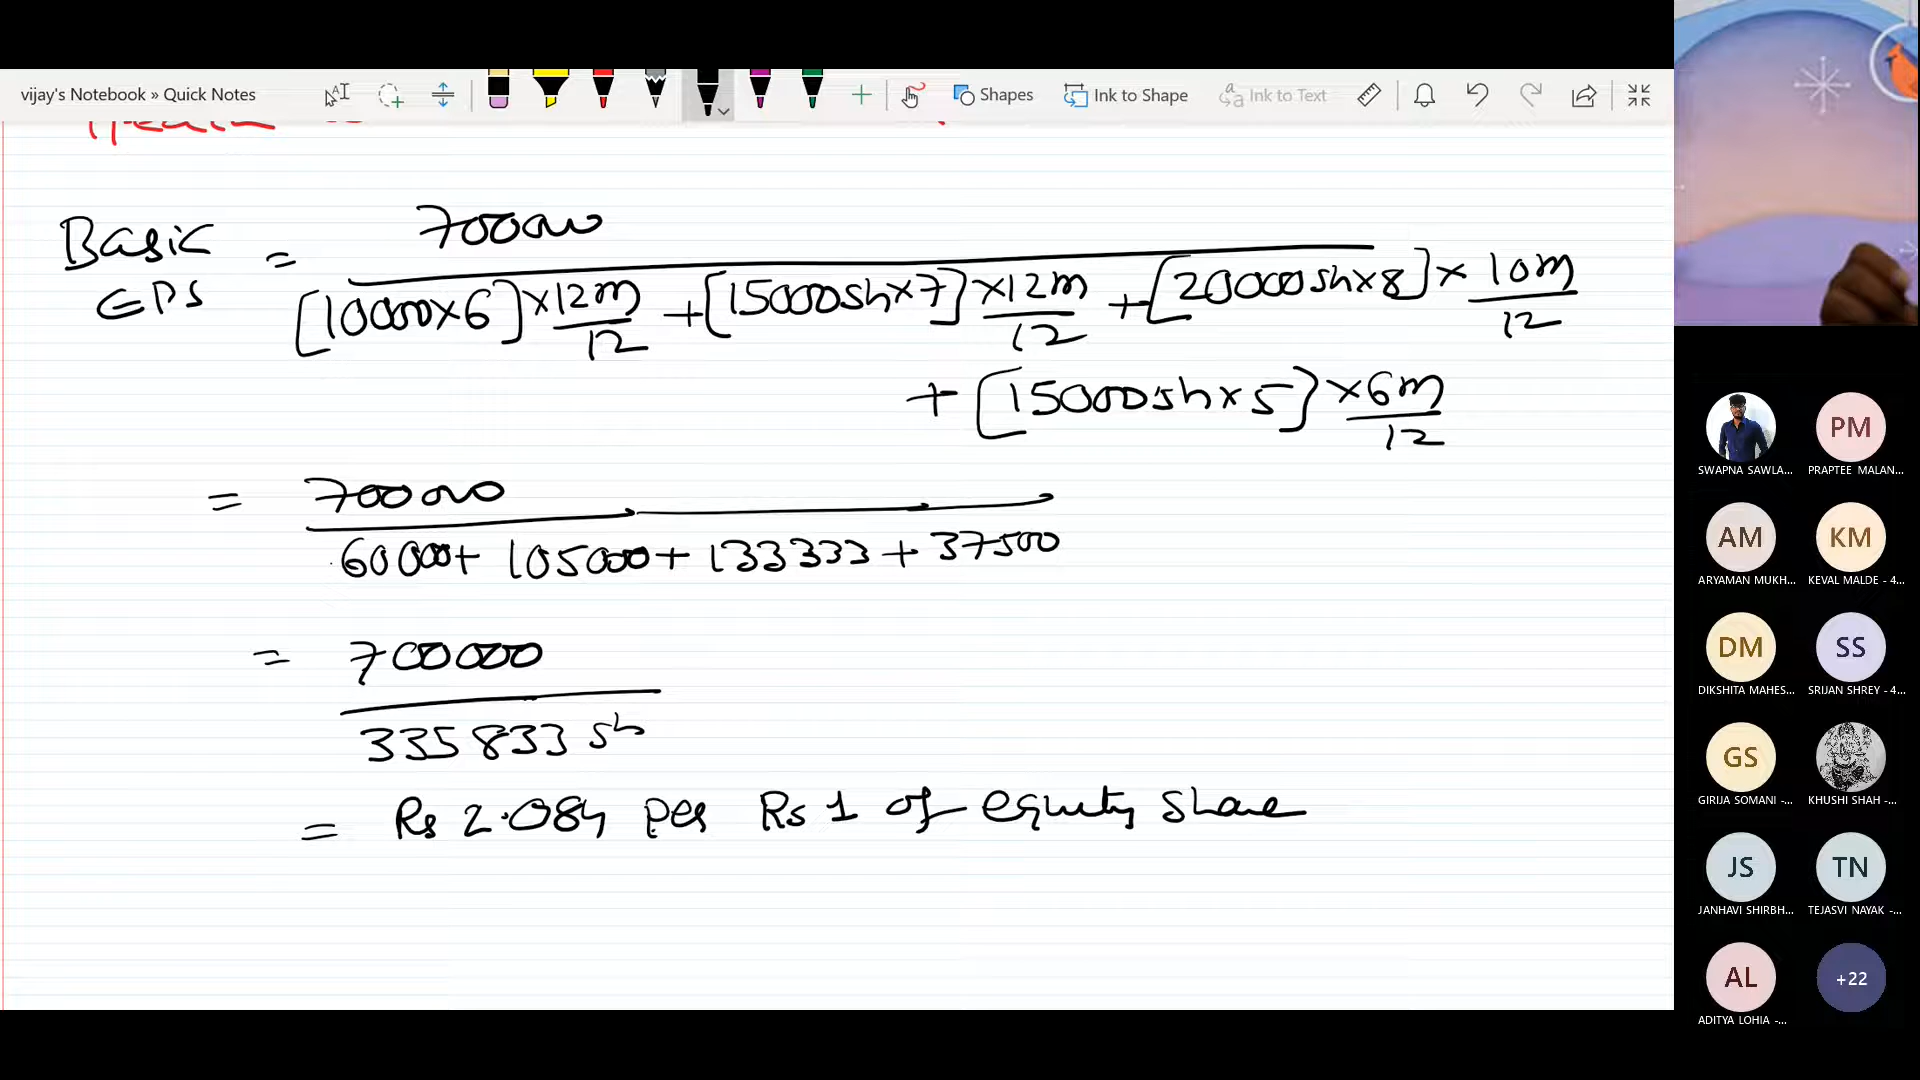 vijay's Notebook » Quick Notes
Shapes
Ink to Shape
Ink to Text
Basic EPS = 700000
[10000×6] × 12m/12 + [15000sh×7] × 12m/12 + [20000sh×8] × 10m/12
+ [15000sh×5] × 6m/12
= 700000
60000 + 105000 + 133333 + 37500
= 700000
335833 sh
= Rs 2.084 per Rs 1 of equity share
SWAPNA SAWLA...
PM
PRAPTEE MALAN...
AM
ARYAMAN MUKH...
KM
KEVAL MALDE - 4...
DM
DIKSHITA MAHES...
SS
SRIJAN SHREY - 4...
GS
GIRIJA SOMANI -...
KHUSHI SHAH -...
JS
JANHAVI SHIRBH...
TN
TEJASVI NAYAK -...
AL
ADITYA LOHIA -...
+22